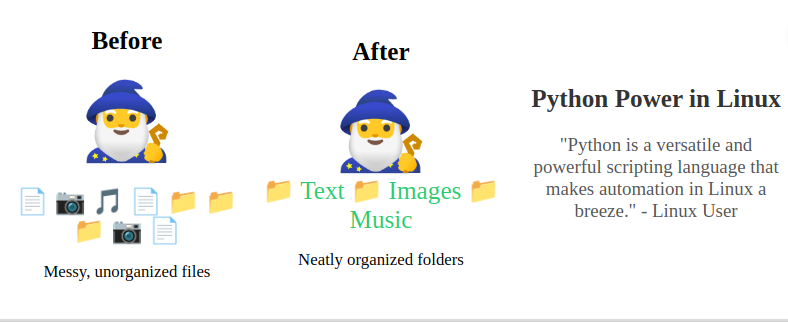 Before
Messy, unorganized files
After
Text Images
Music
Neatly organized folders
Python Power in Linux
"Python is a versatile and
powerful scripting language that
makes automation in Linux a
breeze." - Linux User